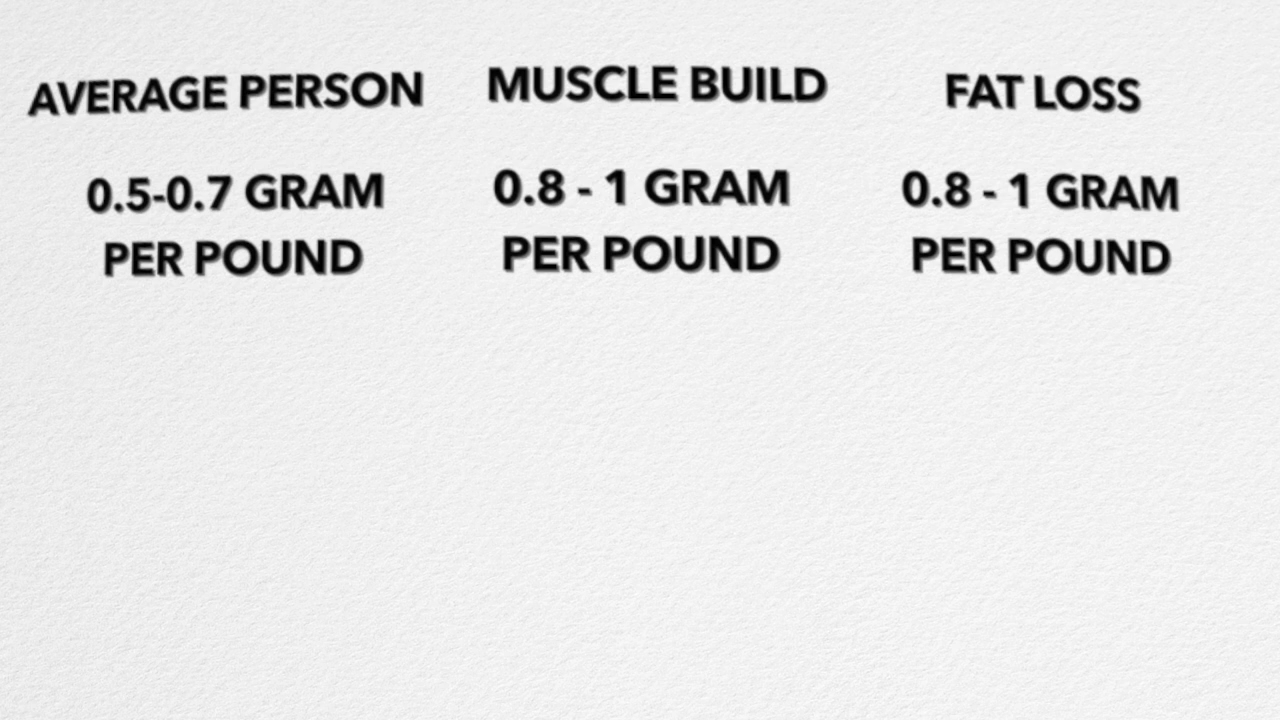 AVERAGE PERSON
0.5-0.7 GRAM
PER POUND
MUSCLE BUILD
0.8 - 1 GRAM
PER POUND
FAT LOSS
0.8 - 1 GRAM
PER POUND